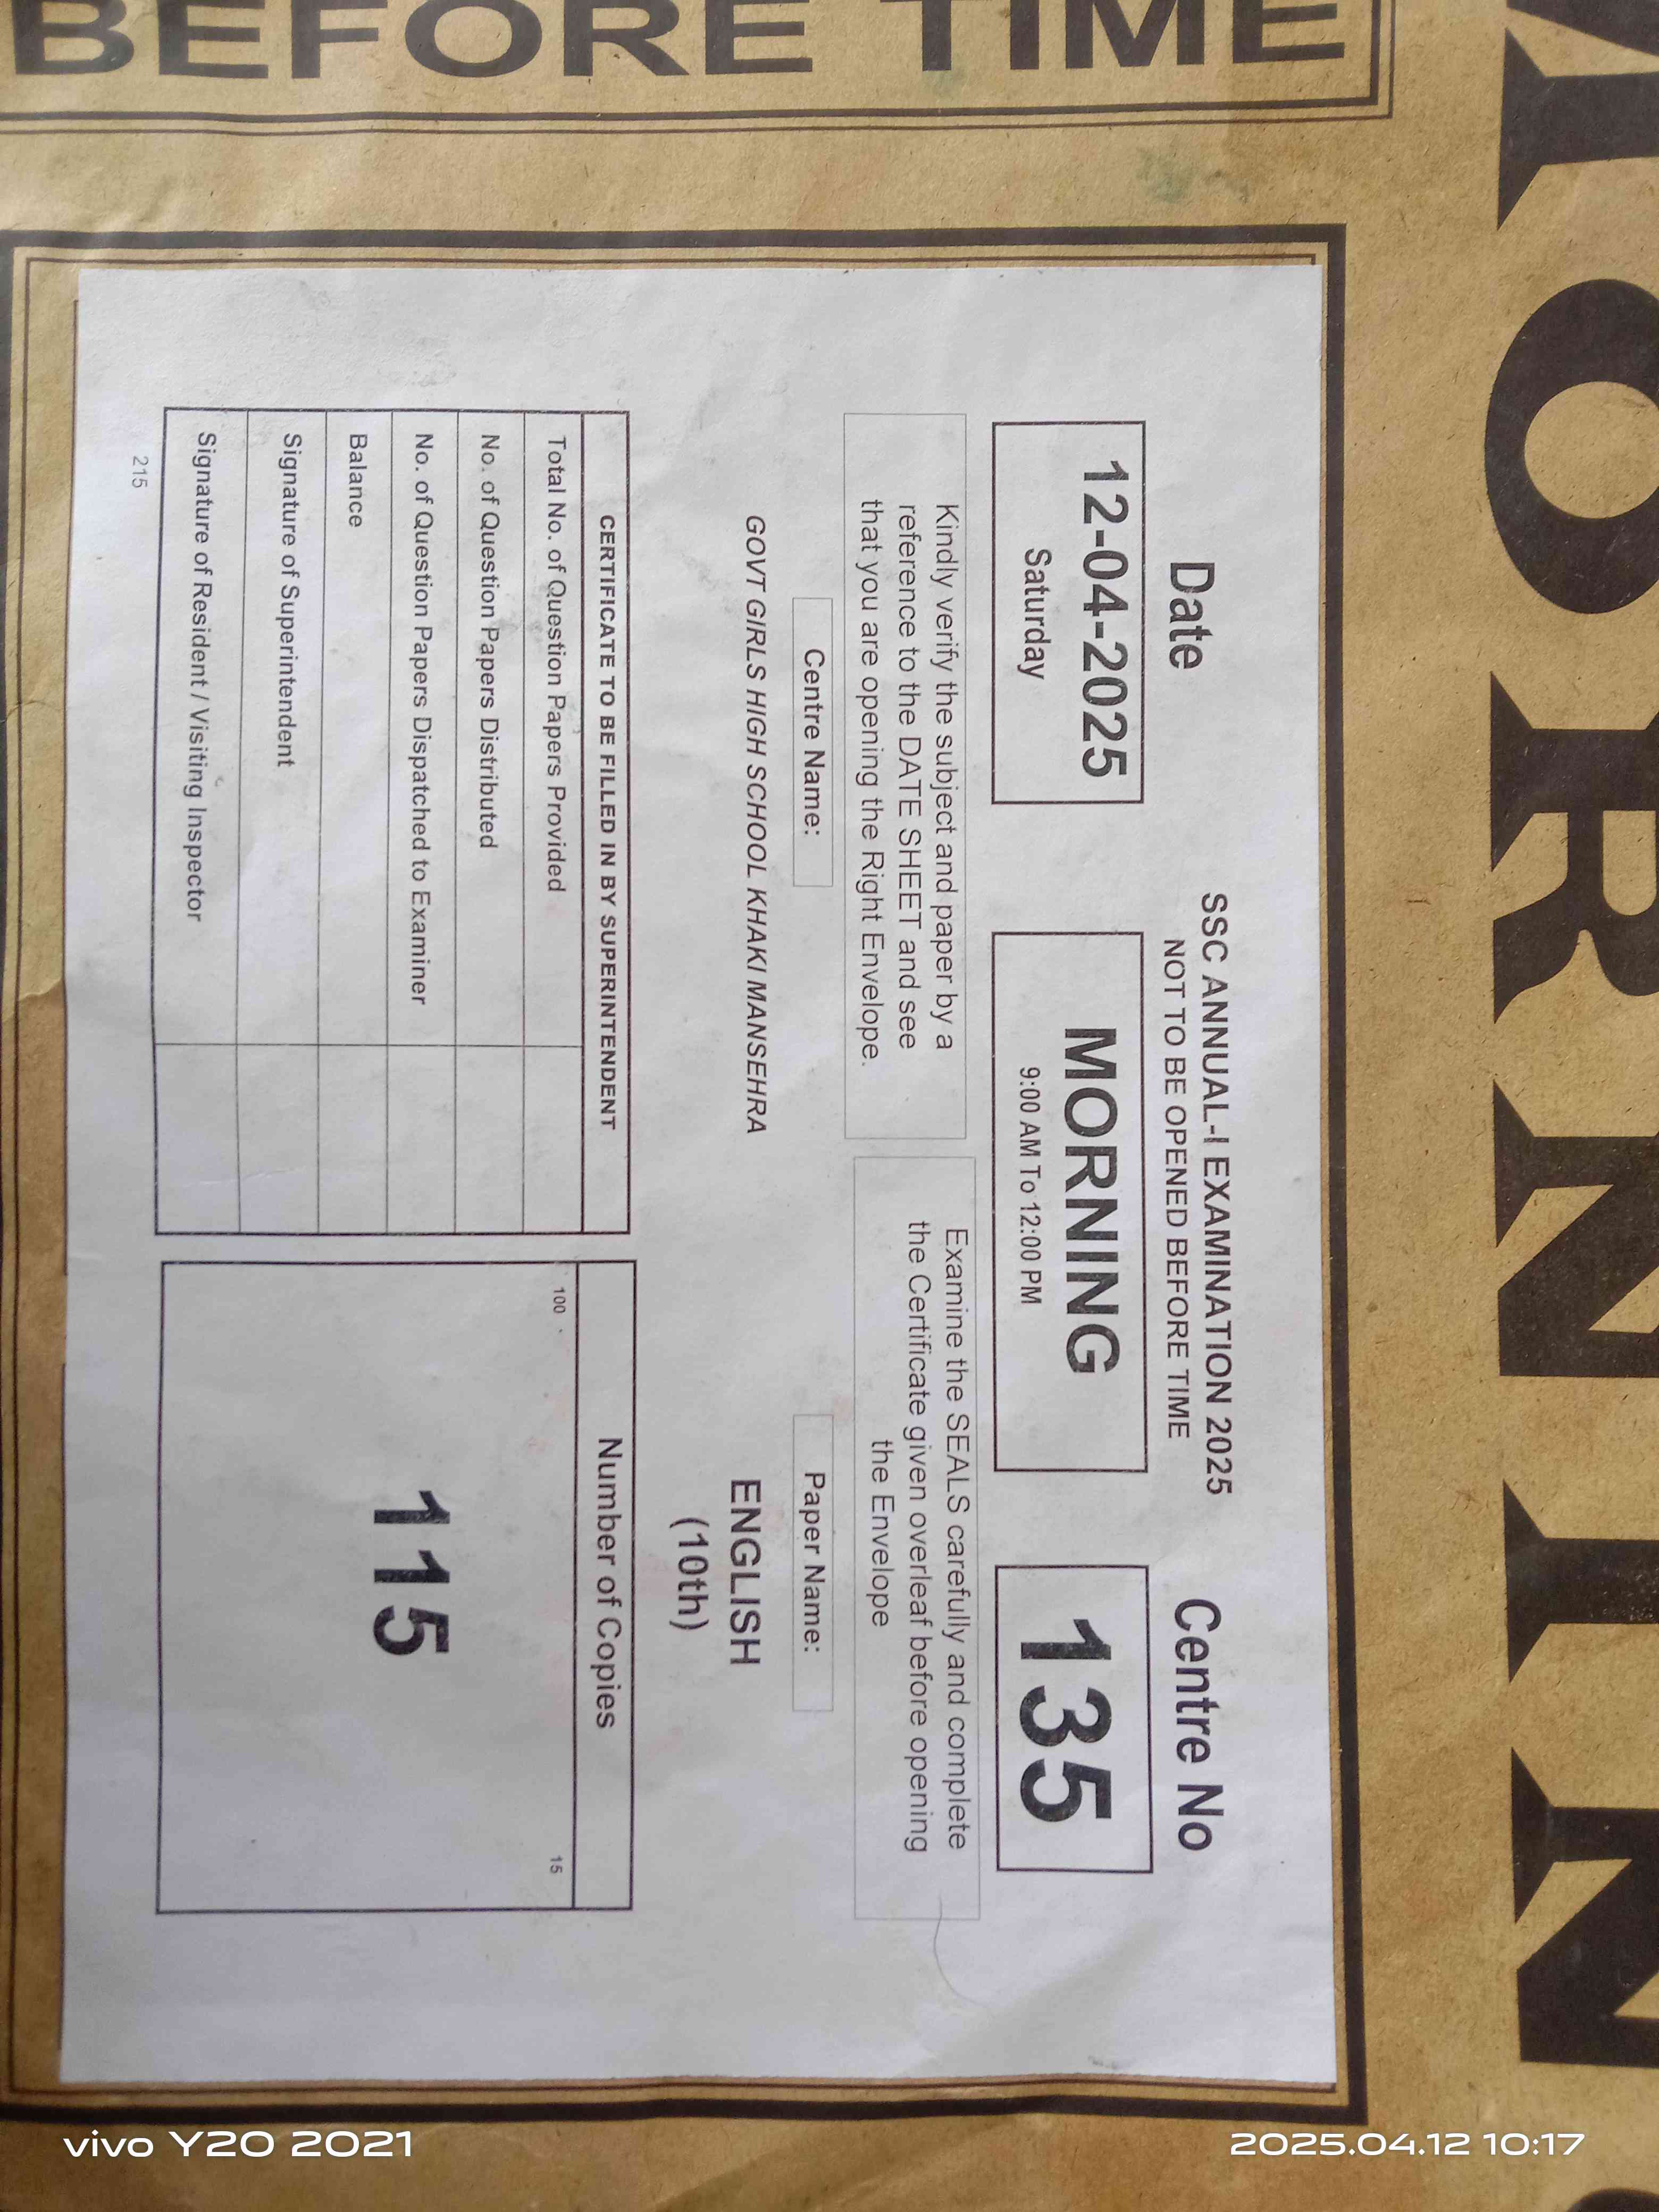 BEFORE TIME
SSC ANNUAL-I EXAMINATION 2025
NOT TO BE OPENED BEFORE TIME
Date
Centre No
12-04-2025
Saturday
MORNING
9:00 AM To 12:00 PM
135
Kindly verify the subject and paper by a
reference to the DATE SHEET and see
that you are opening the Right Envelope.
Examine the SEALS carefully and complete
the Certificate given overleaf before opening
the Envelope
Centre Name:
Paper Name:
GOVT GIRLS HIGH SCHOOL KHAKI MANSEHRA
ENGLISH
(10th)
CERTIFICATE TO BE FILLED IN BY SUPERINTENDENT
Total No. of Question Papers Provided
No. of Question Papers Distributed
No. of Question Papers Dispatched to Examiner
Balance
Signature of Superintendent
Signature of Resident / Visiting Inspector
Number of Copies
100
15
115
215
vivo Y20 2021
2025.04.12 10:17